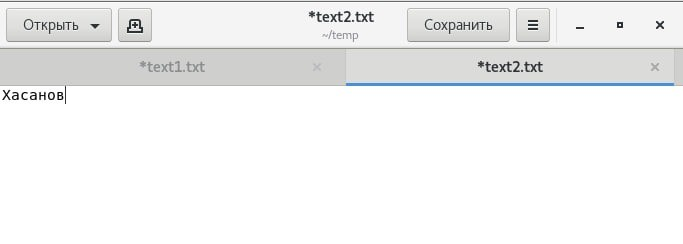 Открыть
*text2.txt
~/temp
Сохранить
*text1.txt
*text2.txt
Хасанов